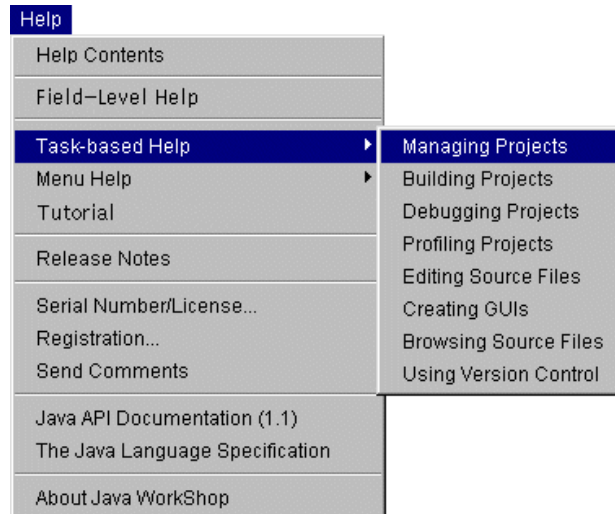 Help
Help Contents
Field-Level Help
Task-based Help
Menu Help
Tutorial
Release Notes
Serial Number/License...
Registration...
Send Comments
Java API Documentation (1.1)
The Java Language Specification
About Java WorkShop
Managing Projects
Building Projects
Debugging Projects
Profiling Projects
Editing Source Files
Creating GUIs
Browsing Source Files
Using Version Control